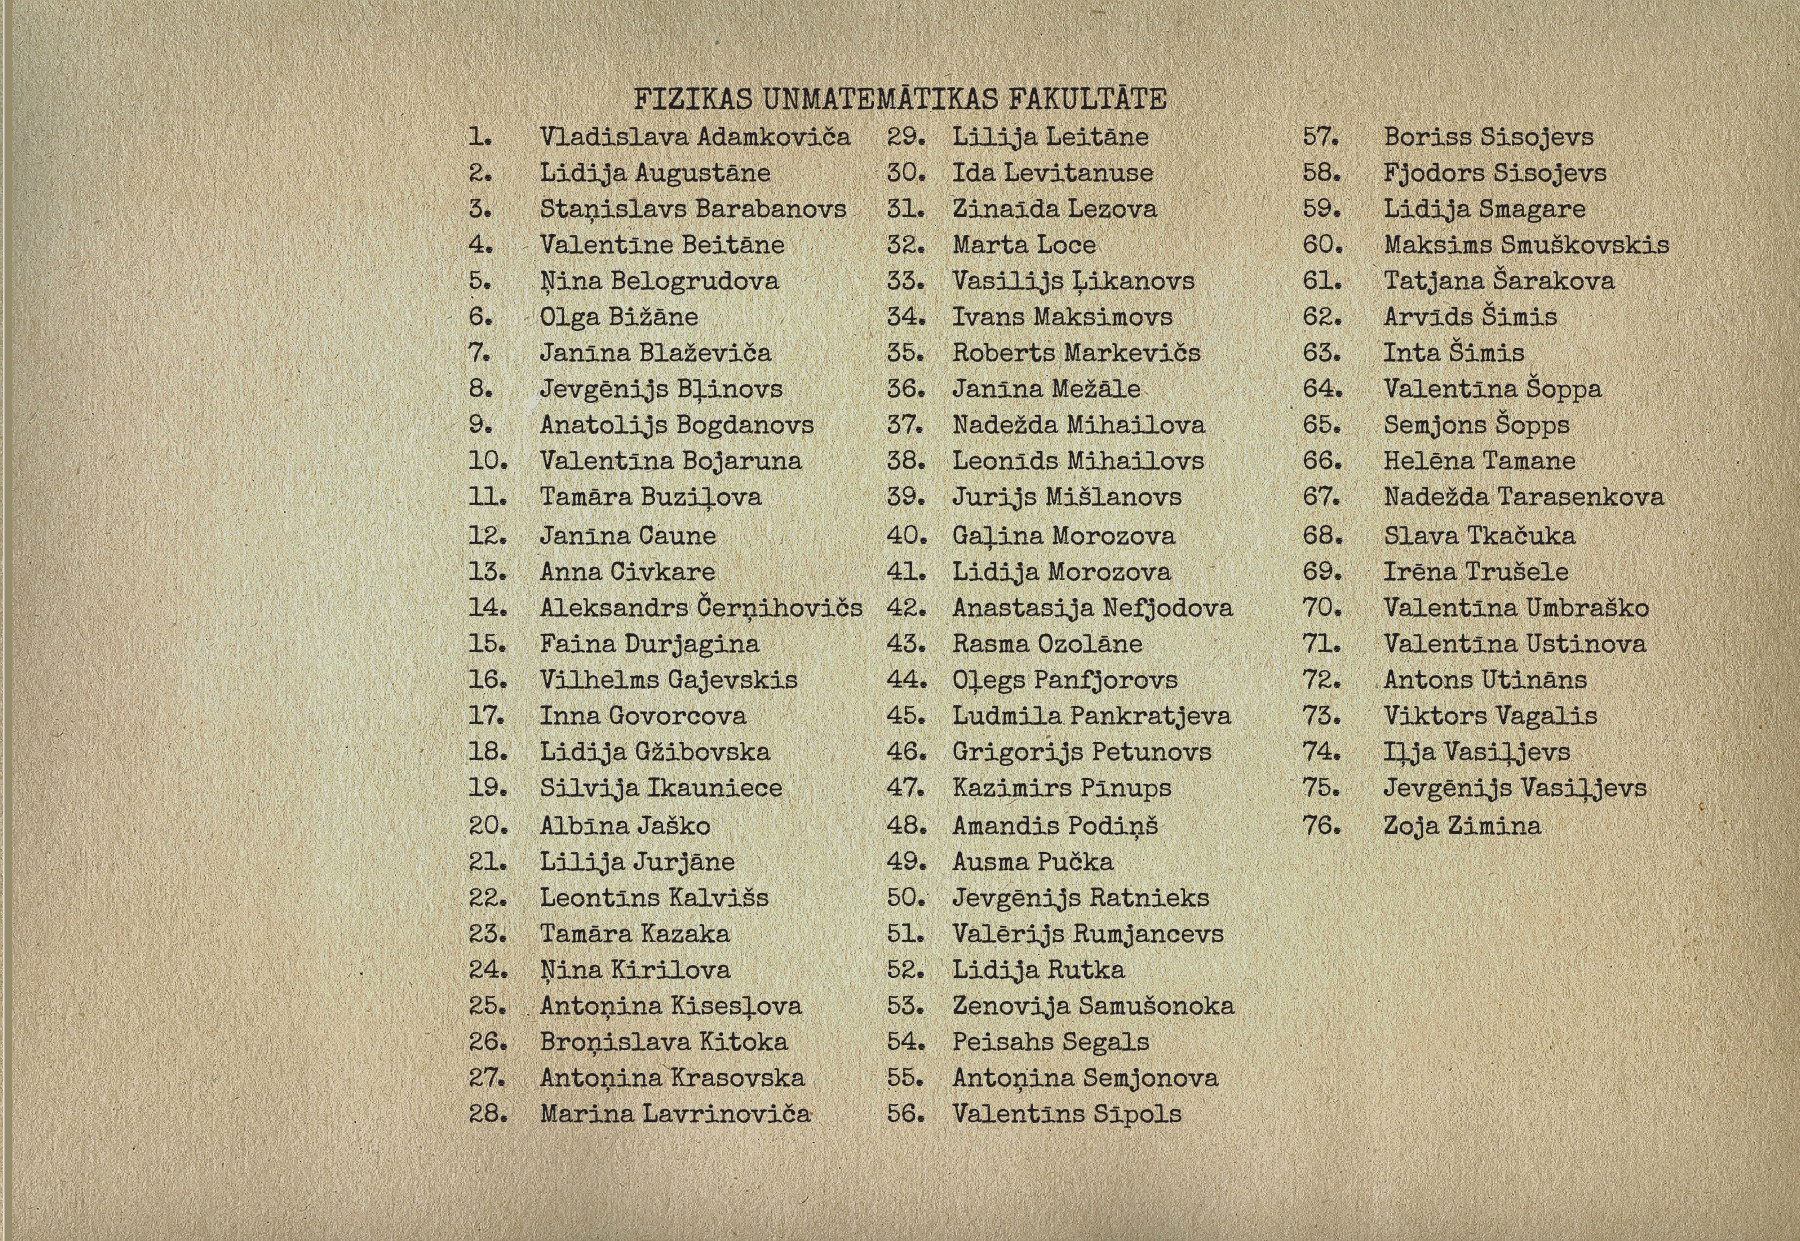 FIZIKAS UNMATEMĀTIKAS FAKULTĀTE
1. Vladislava Adamkoviča
2. Lidija Augustāne
3. Staņislavs Barabanovs
4. Valentīne Beitāne
5. Ņina Belogrudova
6. Olga Bižāne
7. Janīna Blaževiča
8. Jevgēnijs Bļinovs
9. Anatolijs Bogdanovs
10. Valentīna Bojaruna
11. Tamāra Buziļova
12. Janīna Caune
13. Anna Civkare
14. Aleksandrs Čerņihovičs
15. Faina Durjagina
16. Vilhelms Gajevskis
17. Inna Govorcova
18. Lidija Gžibovska
19. Silvija Ikauniece
20. Albīna Jaško
21. Lilija Jurjāne
22. Leontīns Kalvišs
23. Tamāra Kazaka
24. Ņina Kirilova
25. Antoņina Kisesļova
26. Broņislava Kitoka
27. Antoņina Krasovska
28. Marina Lavrinoviča
29. Lilija Leitāne
30. Ida Levitanuse
31. Zinaīda Lezova
32. Marta Loce
33. Vasilijs Ļikanovs
34. Ivans Maksimovs
35. Roberts Markevičs
36. Janīna Mežāle
37. Nadežda Mihailova
38. Leonīds Mihailovs
39. Jurijs Mišlanovs
40. Gaļina Morozova
41. Lidija Morozova
42. Anastasija Nefjodova
43. Rasma Ozolāne
44. Oļegs Panfjorovs
45. Ludmila Pankratjeva
46. Grigorijs Petunovs
47. Kazimirs Pīnups
48. Amandis Podiņš
49. Ausma Pučka
50. Jevgēnijs Ratnieks
51. Valērijs Rumjancevs
52. Lidija Rutka
53. Zenovija Samušonoka
54. Peisahs Segals
55. Antoņina Semjonova
56. Valentīns Sīpols
57. Boriss Sisojevs
58. Fjodors Sisojevs
59. Lidija Smagare
60. Maksims Smuškovskis
61. Tatjana Šarakova
62. Arvīds Šimis
63. Inta Šimis
64. Valentīna Šoppa
65. Semjons Šopps
66. Helēna Tamane
67. Nadežda Tarasenkova
68. Slava Tkačuka
69. Irēna Trušele
70. Valentīna Umbraško
71. Valentīna Ustinova
72. Antons Utināns
73. Viktors Vagalis
74. Iļja Vasiļjevs
75. Jevgēnijs Vasiļjevs
76. Zoja Zimina